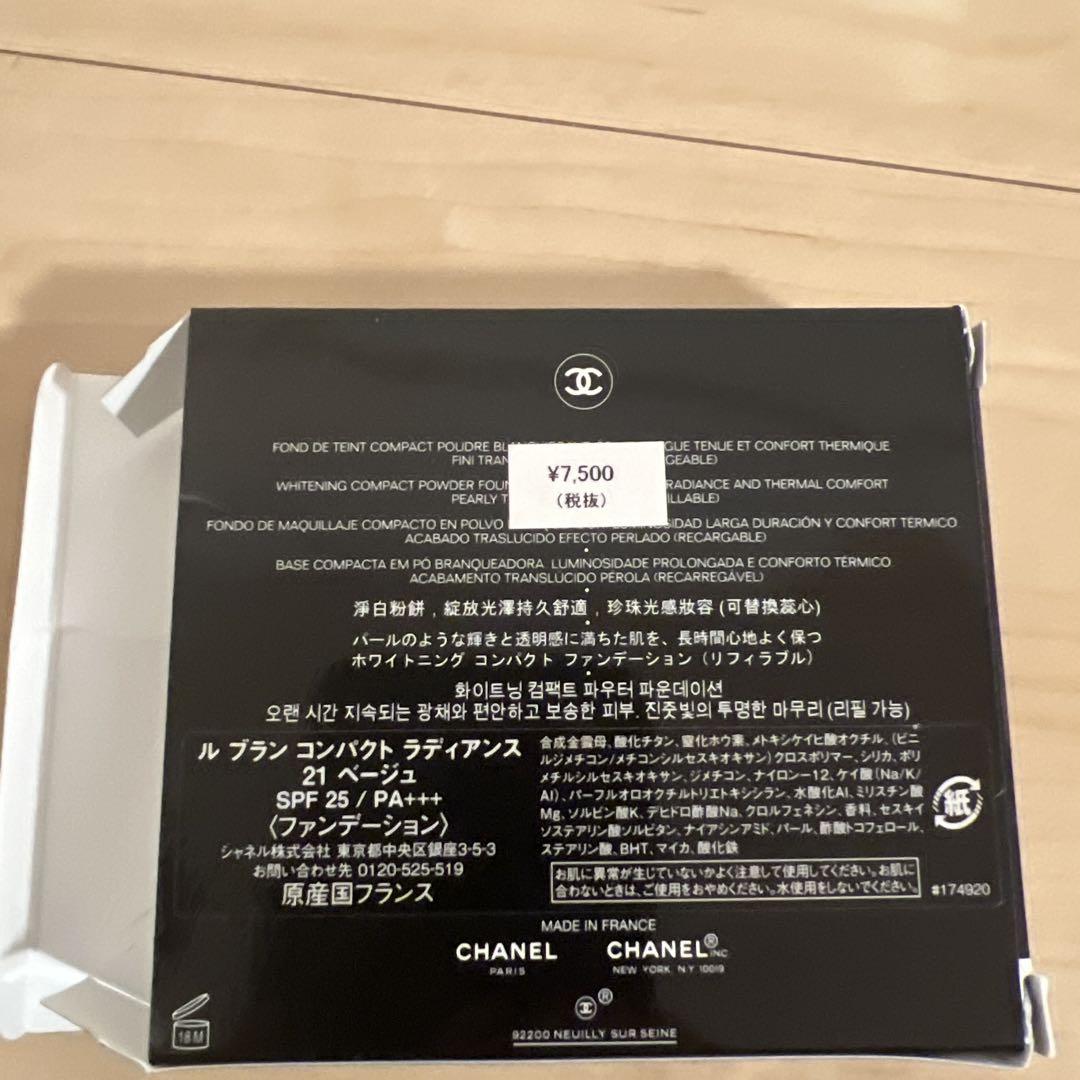 FOND DE TEINT COMPACT POUDRE GUE TENUE ET CONFORT THERMIQUE
¥7,500
(税抜)
FINI GEABLE)
WHITENING COMPACT POWDER RADIANCE AND THERMAL COMFORT
PEARLY
FONDO DE MAQUILLAJE COMPACTO EN POLVO LUMINOSIDAD LARGA DURACIÓN Y CONFORT TÉRMICO
ACABADO TRASLUCIDO EFECTO PERLADO (RECARGABLE)
BASE COMPACTA EM PÓ BRANQUEADORA. LUMINOSIDADE PROLONGADA E CONFORTO TÉRMICO
ACABAMENTO TRANSLUCIDO PÉROLA (RECARREGÁVEL)
淨白粉餅，綻放光澤持久舒適，珍珠光感妝容 (可替換蕊心)
パールのような輝きと透明感に満ちた肌を、長時間心地よく保つ
ホワイトニング コンパクト ファンデーション（リフィラブル）
화이트닝 컴팩트 파우더 파운데이션
오랜 시간 지속되는 광채와 편안하고 보송한 피부. 진줏빛의 투명한 마무리 (리필 가능)
ル ブラン コンパクト ラディアンス
21 ベージュ
SPF 25 / PA+++
〈ファンデーション〉
シャネル株式会社 東京都中央区銀座3-5-3
お問い合わせ先 0120-525-519
原産国フランス
合成金雲母、酸化チタン、窒化ホウ素、メトキシケイヒ酸オクチル、(ビニ
ルジメチコン/メチコンシルセスキオキサン)クロスポリマー、シリカ、ポリ
メチルシルセスキオキサン、ジメチコン、ナイロン－12、ケイ酸(Na/K/
Al)、パーフルオロオクチルトリエトキシシラン、水酸化Al、ミリスチン酸
Mg、ソルビン酸K、デヒドロ酢酸Na、クロルフェネシン、香料、セスキイ
ソステアリン酸ソルビタン、ナイアシンアミド、パール、酢酸トコフェロール、
ステアリン酸、BHT、マイカ、酸化鉄
紙
お肌に異常が生じていないかよく注意して使用してください。お肌に
合わないときは、ご使用をおやめください。水使用をしないでください。
#174920
MADE IN FRANCE
CHANEL CHANEL® INC.
PARIS NEW YORK, N.Y. 10019
®
18M
92200 NEUILLY SUR SEINE